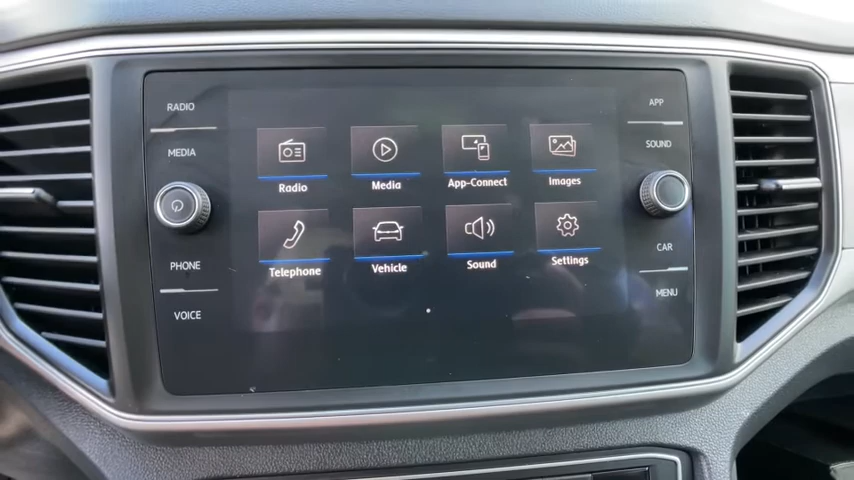 RADIO
MEDIA
PHONE
VOICE
Radio
Media
App-Connect
Images
Telephone
Vehicle
Sound
Settings
APP
SOUND
CAR
MENU